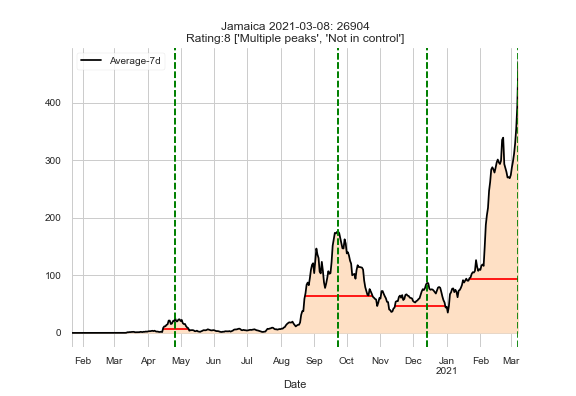 Jamaica 2021-03-08: 26904
Rating:8 ['Multiple peaks', 'Not in control']
Average-7d
400
300
200
100
0
Feb Mar Apr May Jun Jul Aug Sep Oct Nov Dec Jan Feb Mar
2021
Date